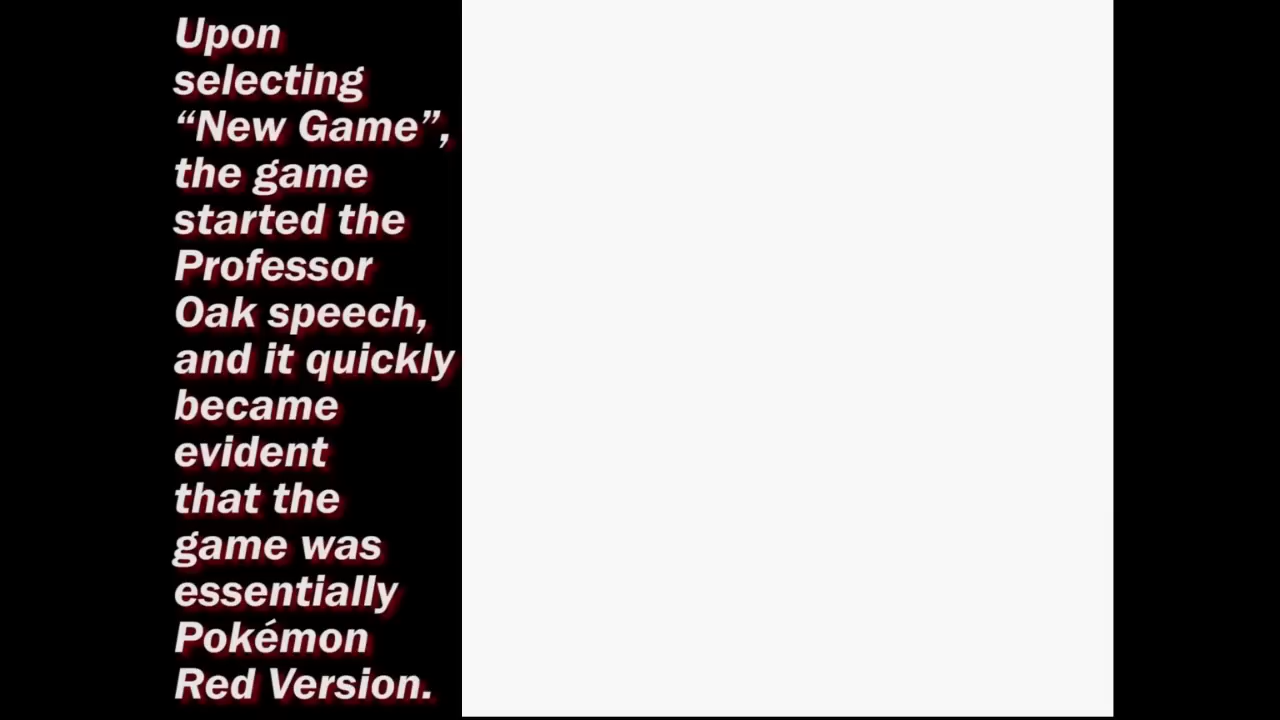 Upon
selecting
“New Game”,
the game
started the
Professor
Oak speech,
and it quickly
became
evident
that the
game was
essentially
Pokémon
Red Version.